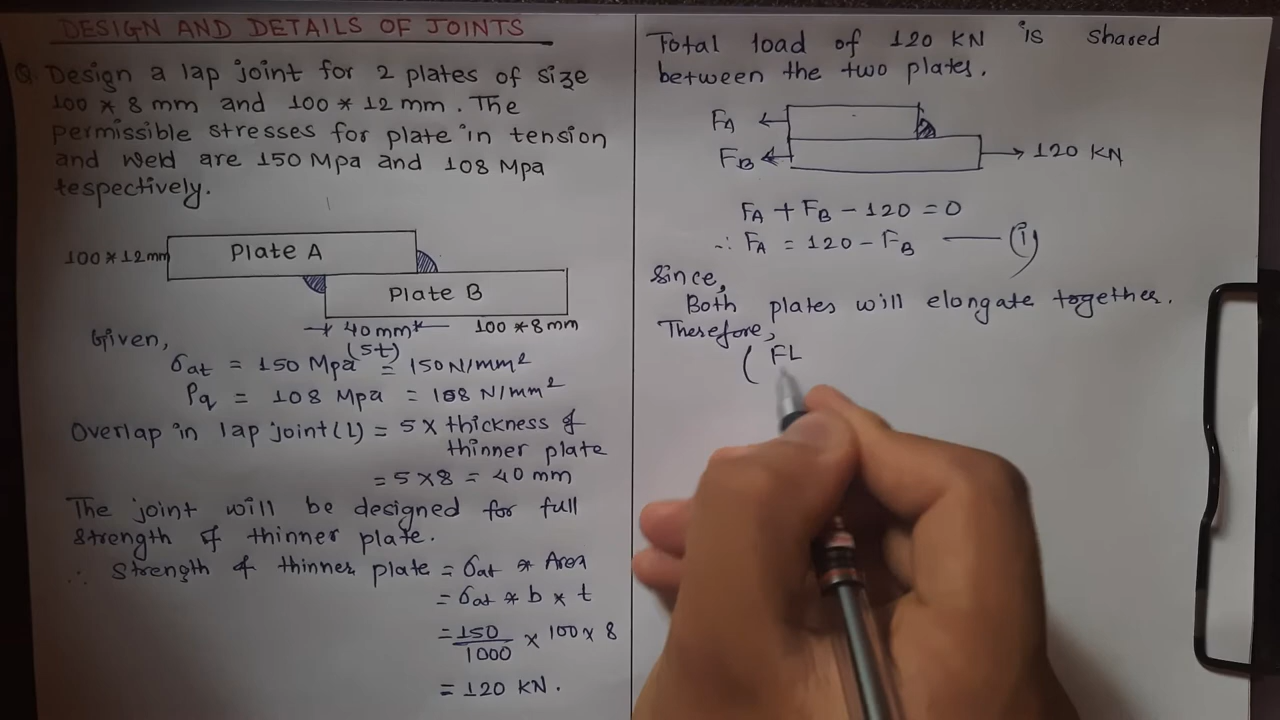 DESIGN AND DETAILS OF JOINTS
Q. Design a lap joint for 2 plates of size
100 * 8 mm and 100 * 12 mm. The
permissible stresses for plate in tension
and weld are 150 Mpa and 108 Mpa
respectively.
100 * 12 mm
Plate A
Plate B
40 mm
(5t)
100 * 8 mm
Given,
σat = 150 Mpa = 150 N/mm²
Pq = 108 Mpa = 108 N/mm²
Overlap in lap joint (L) = 5 × thickness of
thinner plate
= 5 × 8 = 40 mm
The joint will be designed for full
strength of thinner plate.
∴ Strength of thinner plate = σat * Area
= σat * b * t
= 150/1000 × 100 × 8
= 120 KN.
Total load of 120 KN is shared
between the two plates.
FA
FB
120 KN
FA + FB - 120 = 0
∴ FA = 120 - FB — (i)
Since,
Both plates will elongate together.
Therefore,
( FL